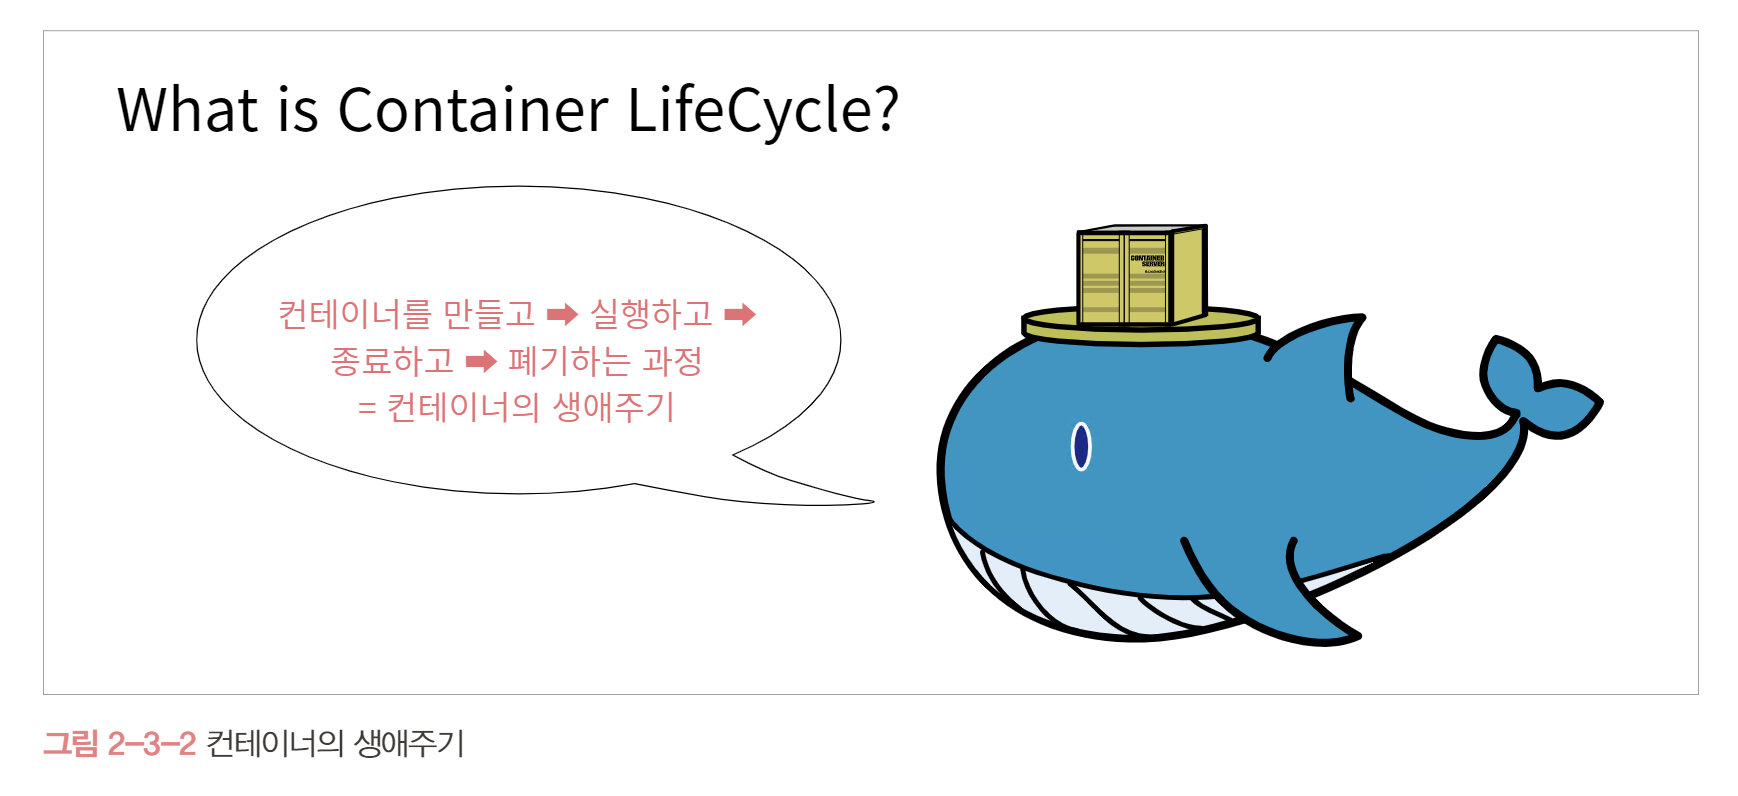 What is Container LifeCycle?
컨테이너를 만들고 ➡ 실행하고 ➡
종료하고 ➡ 폐기하는 과정
= 컨테이너의 생애주기
CONTAINER
SERVER
그림 2-3-2 컨테이너의 생애주기